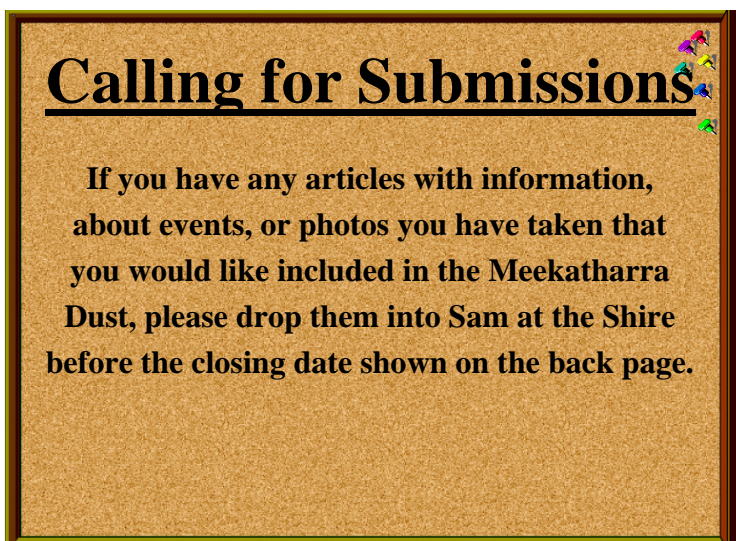 Calling for Submissions
If you have any articles with information,
about events, or photos you have taken that
you would like included in the Meekatharra
Dust, please drop them into Sam at the Shire
before the closing date shown on the back page.